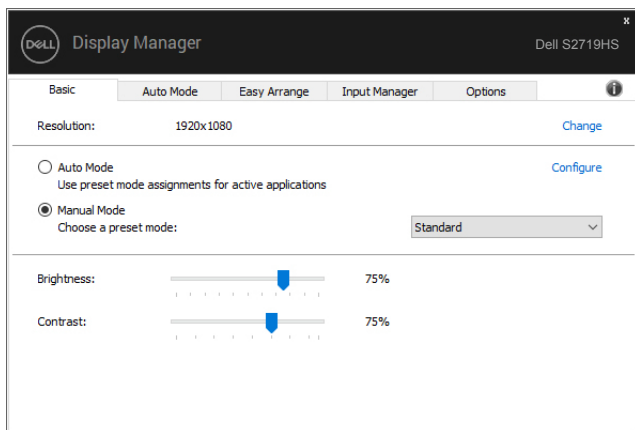 x
DELL Display Manager
Dell S2719HS
Basic Auto Mode Easy Arrange Input Manager Options
Resolution: 1920x1080 Change
Auto Mode Configure
Use preset mode assignments for active applications
Manual Mode
Choose a preset mode: Standard
Brightness: 75%
Contrast: 75%